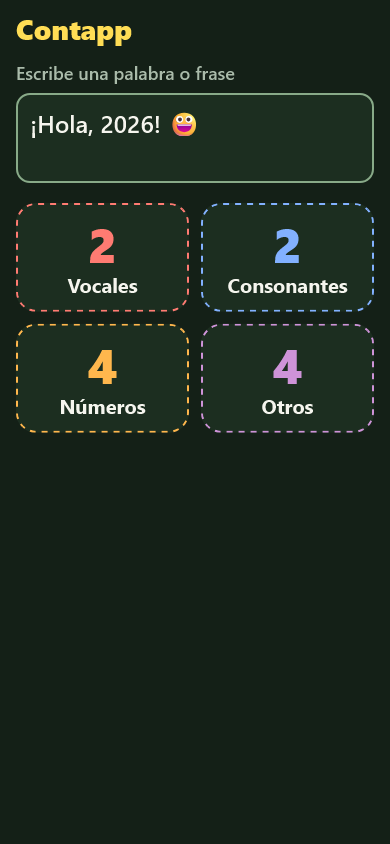 Contapp
Escribe una palabra o frase
¡Hola, 2026! 😀
2
Vocales
2
Consonantes
4
Números
4
Otros